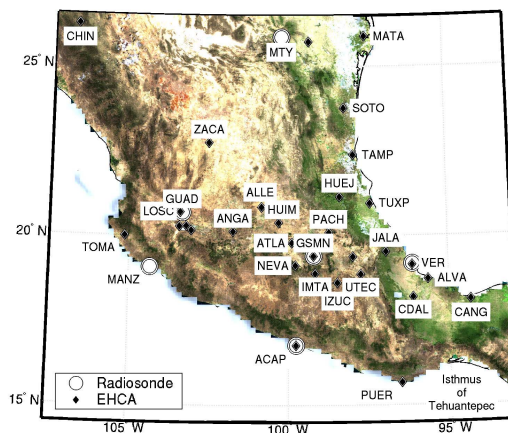 CHIN
MTY
MATA
25°N
SOTO
ZACA
TAMP
HUEJ
ALLE
GUAD
TUXP
LOSC
HUIM
ANGA
PACH
20°N
ATLA
GSMN
JALA
TOMA
NEVA
VER
MANZ
ALVA
IMTA
UTEC
IZUC
CDAL
CANG
ACAP
Radiosonde
EHCA
PUER
Isthmus
of
Tehuantepec
15°N
105°W
100°W
95°W